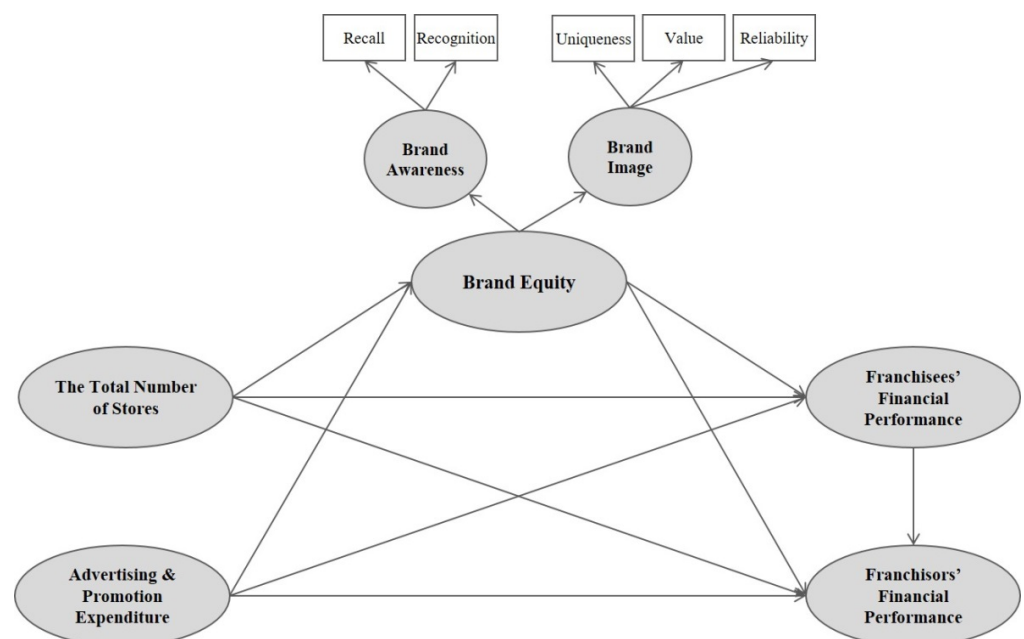 Recall
Recognition
Uniqueness
Value
Reliability
Brand
Awareness
Brand
Image
Brand Equity
The Total Number
of Stores
Franchisees'
Financial
Performance
Advertising &
Promotion
Expenditure
Franchisors'
Financial
Performance